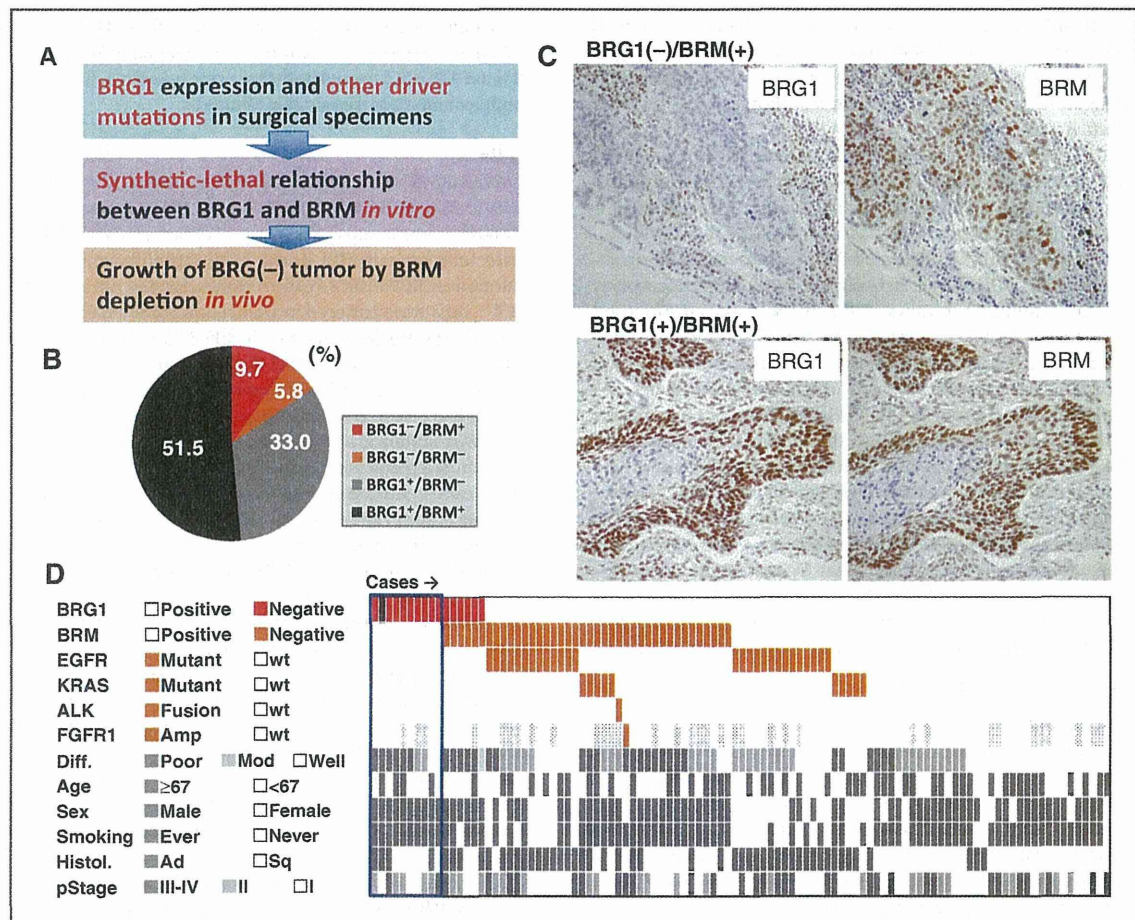 A
BRG1 expression and other driver
mutations in surgical specimens
Synthetic-lethal relationship
between BRG1 and BRM in vitro
Growth of BRG(–) tumor by BRM
depletion in vivo
B
(%)
9.7
5.8
33.0
51.5
BRG1⁻/BRM⁺
BRG1⁻/BRM⁻
BRG1⁺/BRM⁻
BRG1⁺/BRM⁺
C
BRG1(–)/BRM(+)
BRG1
BRM
BRG1(+)/BRM(+)
BRG1
BRM
D
Cases →
BRG1 Positive Negative
BRM Positive Negative
EGFR Mutant wt
KRAS Mutant wt
ALK Fusion wt
FGFR1 Amp wt
Diff. Poor Mod Well
Age ≥67 <67
Sex Male Female
Smoking Ever Never
Histol. Ad Sq
pStage III-IV II I